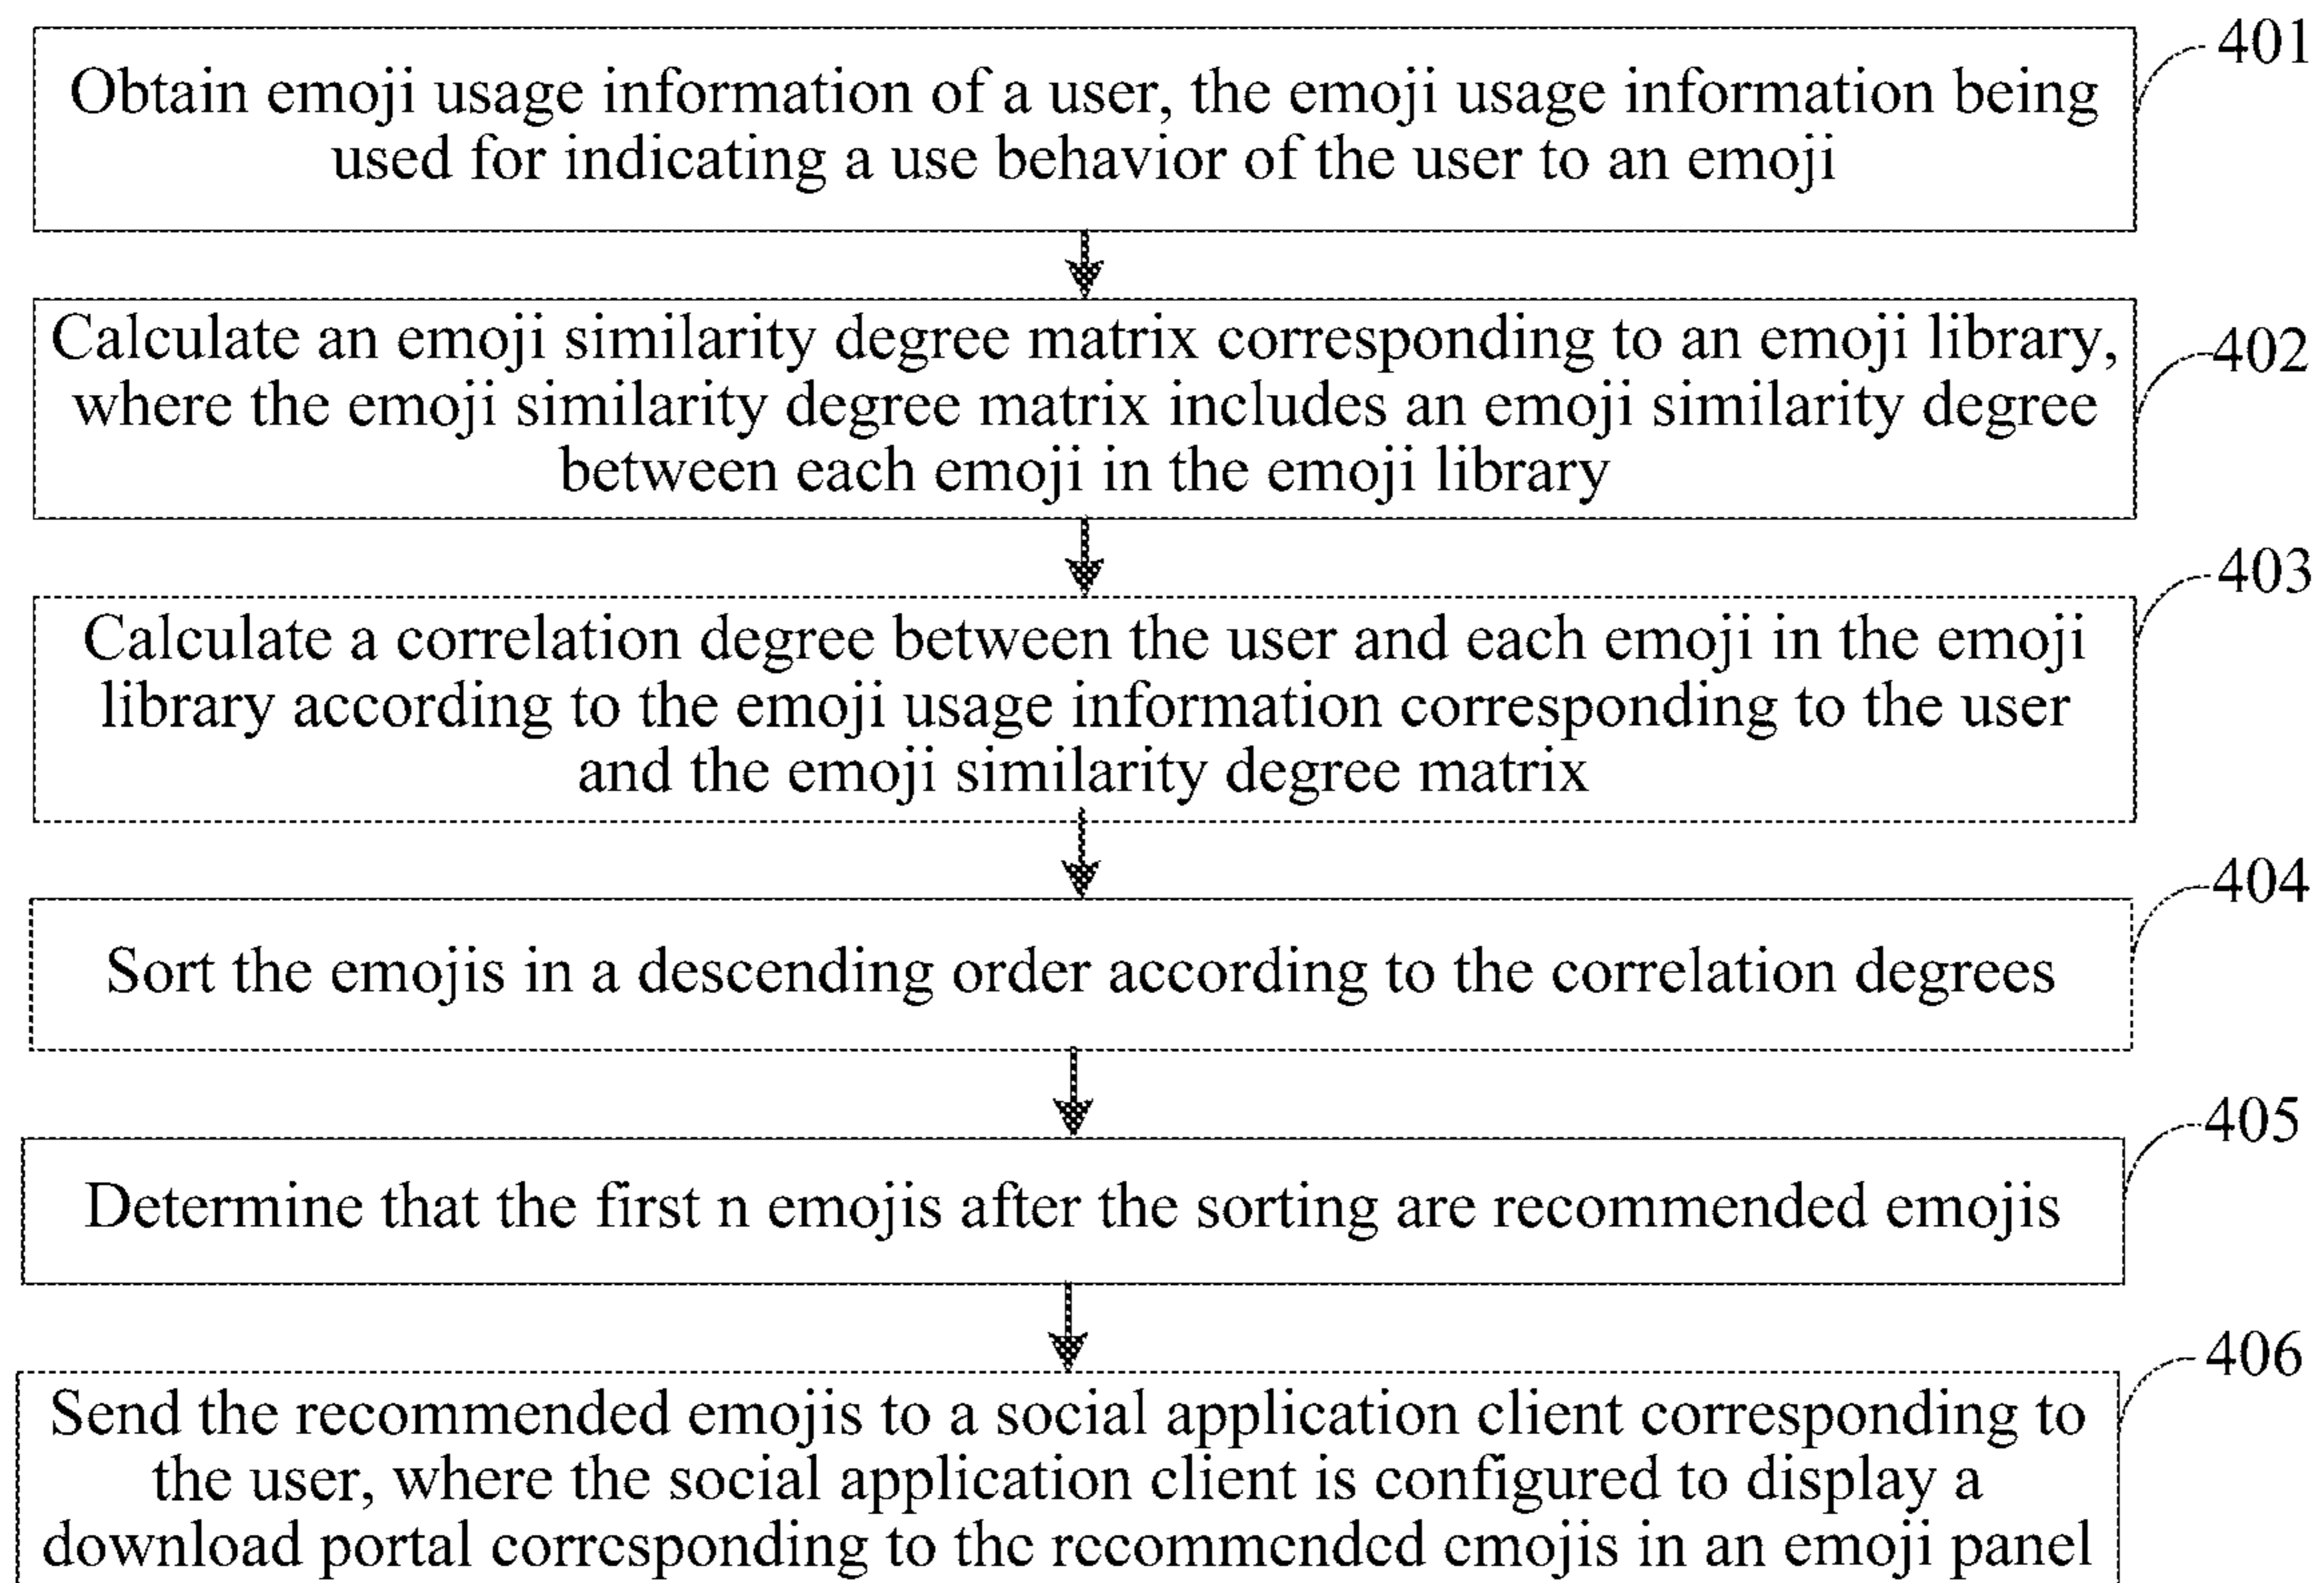 401
Obtain emoji usage information of a user, the emoji usage information being
used for indicating a use behavior of the user to an emoji
402
Calculate an emoji similarity degree matrix corresponding to an emoji library,
where the emoji similarity degree matrix includes an emoji similarity degree
between each emoji in the emoji library
403
Calculate a correlation degree between the user and each emoji in the emoji
library according to the emoji usage information corresponding to the user
and the emoji similarity degree matrix
404
Sort the emojis in a descending order according to the correlation degrees
405
Determine that the first n emojis after the sorting are recommended emojis
406
Send the recommended emojis to a social application client corresponding to
the user, where the social application client is configured to display a
download portal corresponding to the recommended emojis in an emoji panel